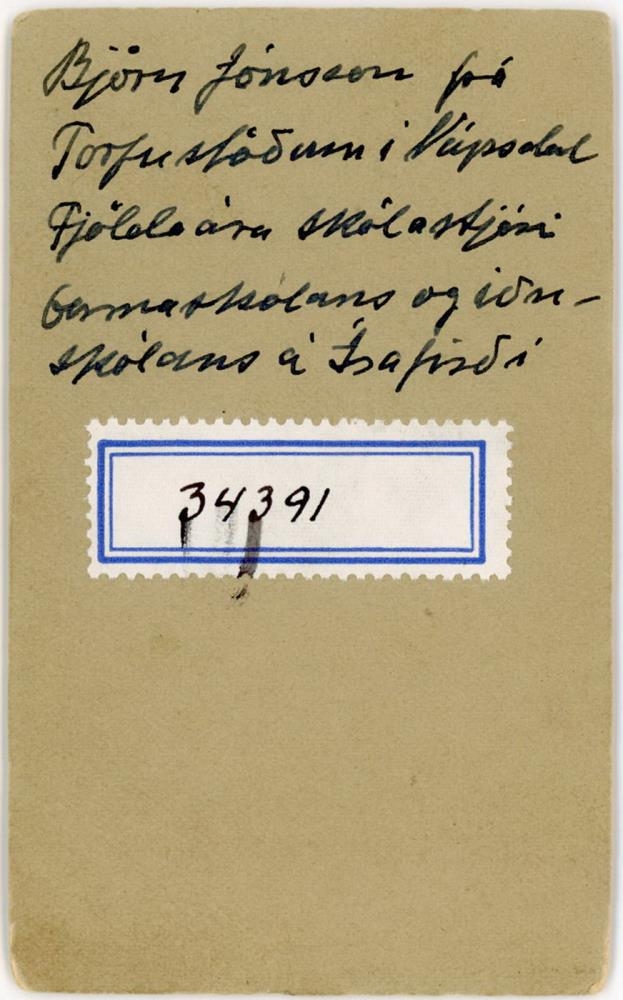 Björn Jónsson frá
Torfustöðum í Núpsdal
Fjölda ára skólastjóri
barnaskólans og iðn-
skólans á Ísafirði
34391